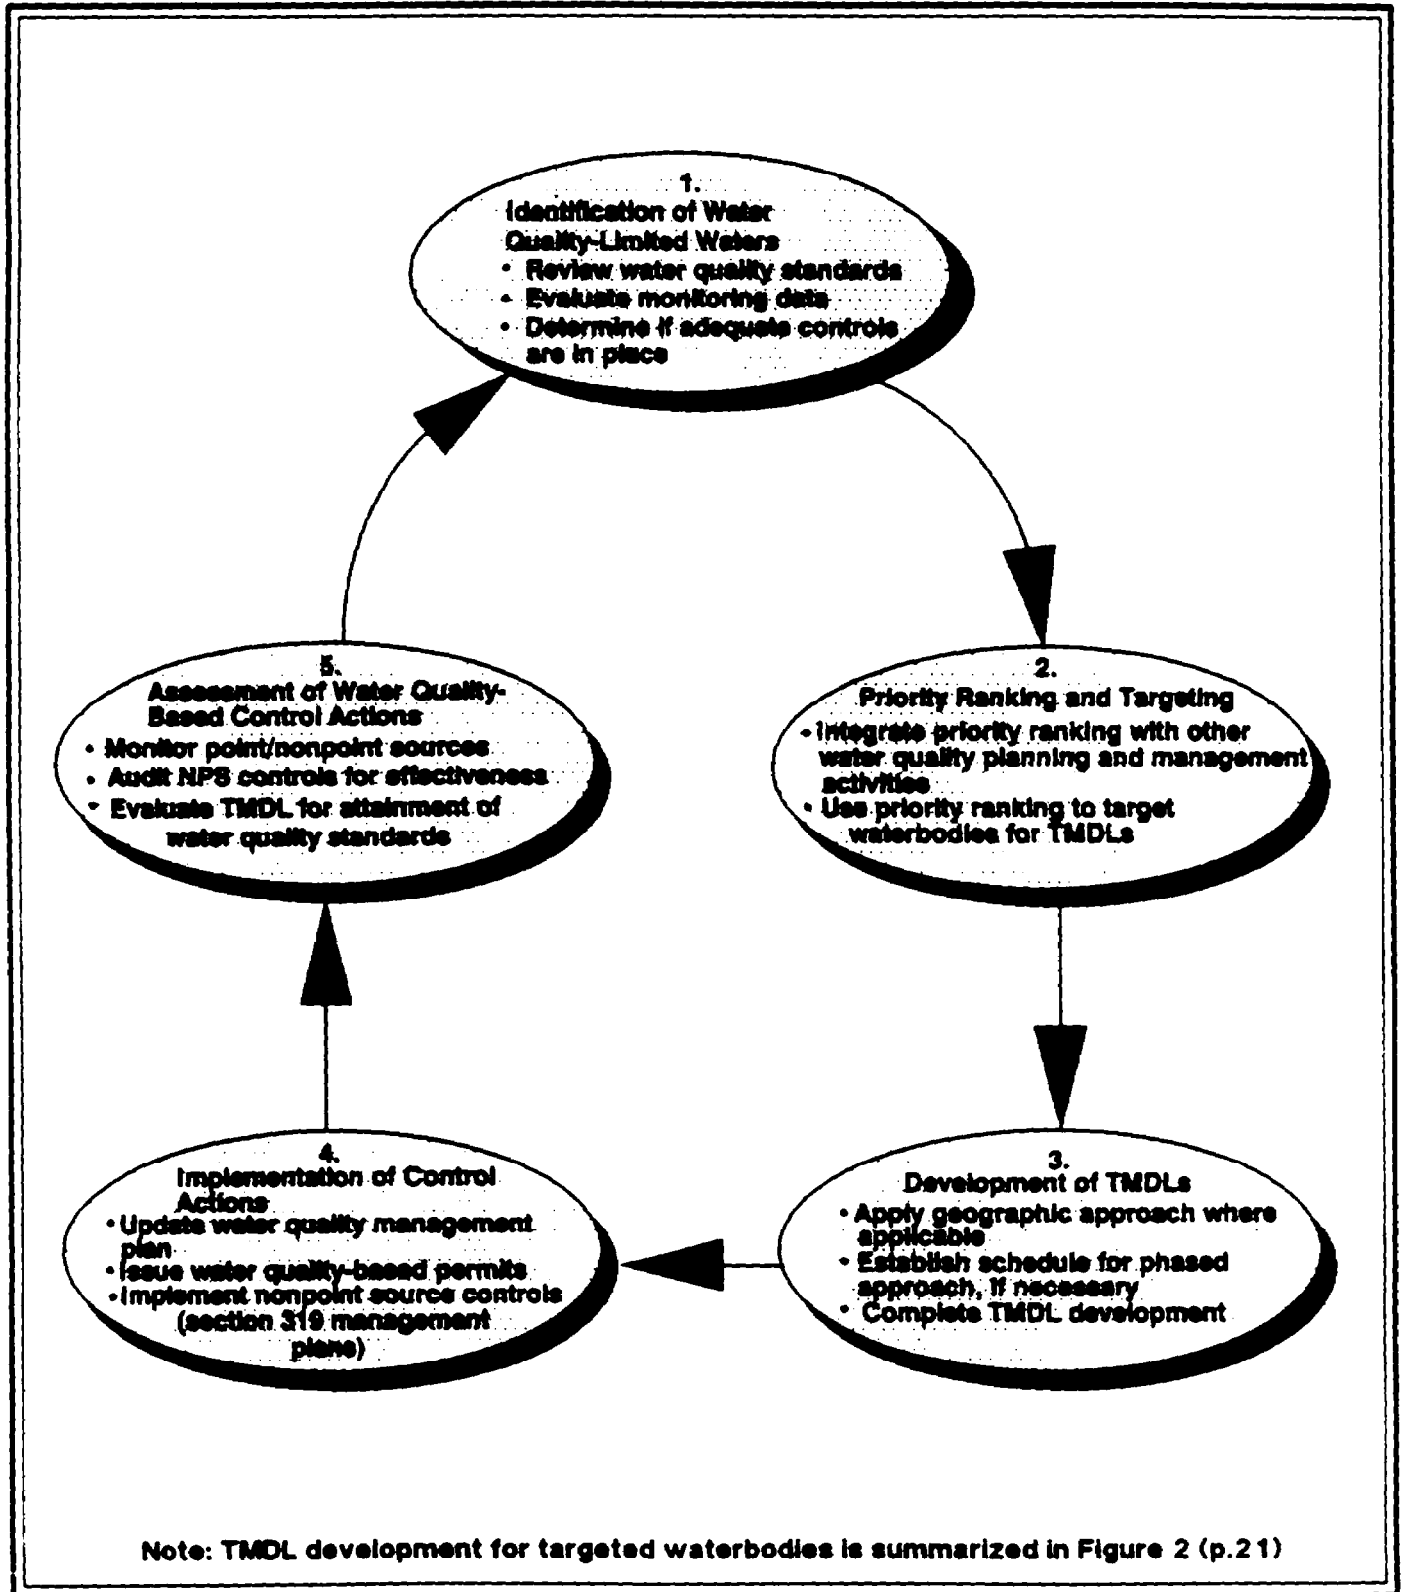 1.
Identification of Water
Quality-Limited Waters
• Review water quality standards
• Evaluate monitoring data
• Determine if adequate controls
are in place
2.
Priority Ranking and Targeting
• Integrate priority ranking with other
water quality planning and management
activities
• Use priority ranking to target
waterbodies for TMDLs
3.
Development of TMDLs
• Apply geographic approach where
applicable
• Establish schedule for phased
approach, if necessary
• Complete TMDL development
4.
Implementation of Control
Actions
• Update water quality management
plan
• Issue water quality-based permits
• Implement nonpoint source controls
(section 319 management
plans)
5.
Assessment of Water Quality-
Based Control Actions
• Monitor point/nonpoint sources
• Audit NPS controls for effectiveness
• Evaluate TMDL for attainment of
water quality standards
Note: TMDL development for targeted waterbodies is summarized in Figure 2 (p.21)